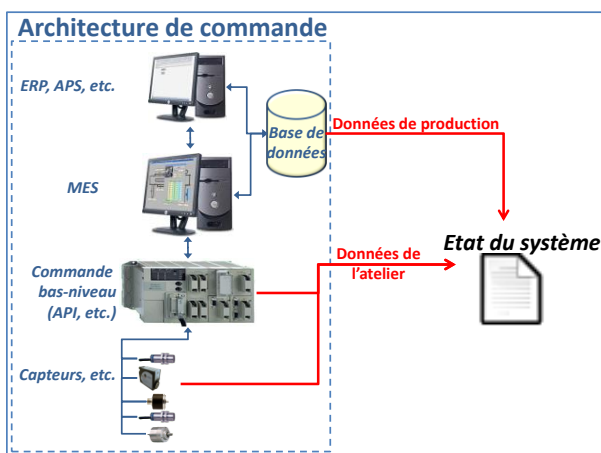 Architecture de commande
ERP, APS, etc.
Base de
données
Données de production
MES
Etat du système
Données de
l'atelier
Commande
bas-niveau
(API, etc.)
Capteurs, etc.